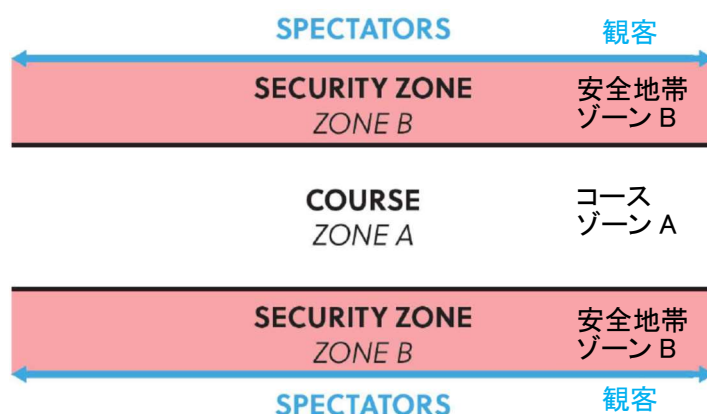 SPECTATORS 観客
SECURITY ZONE 安全地帯
ZONE B ゾーン B
COURSE コース
ZONE A ゾーン A
SECURITY ZONE 安全地帯
ZONE B ゾーン B
SPECTATORS 観客